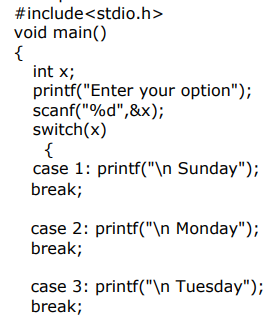 #include<stdio.h>
void main()
{
int x;
printf("Enter your option");
scanf("%d",&x);
switch(x)
{
case 1: printf("\n Sunday");
break;
case 2: printf("\n Monday");
break;
case 3: printf("\n Tuesday");
break;